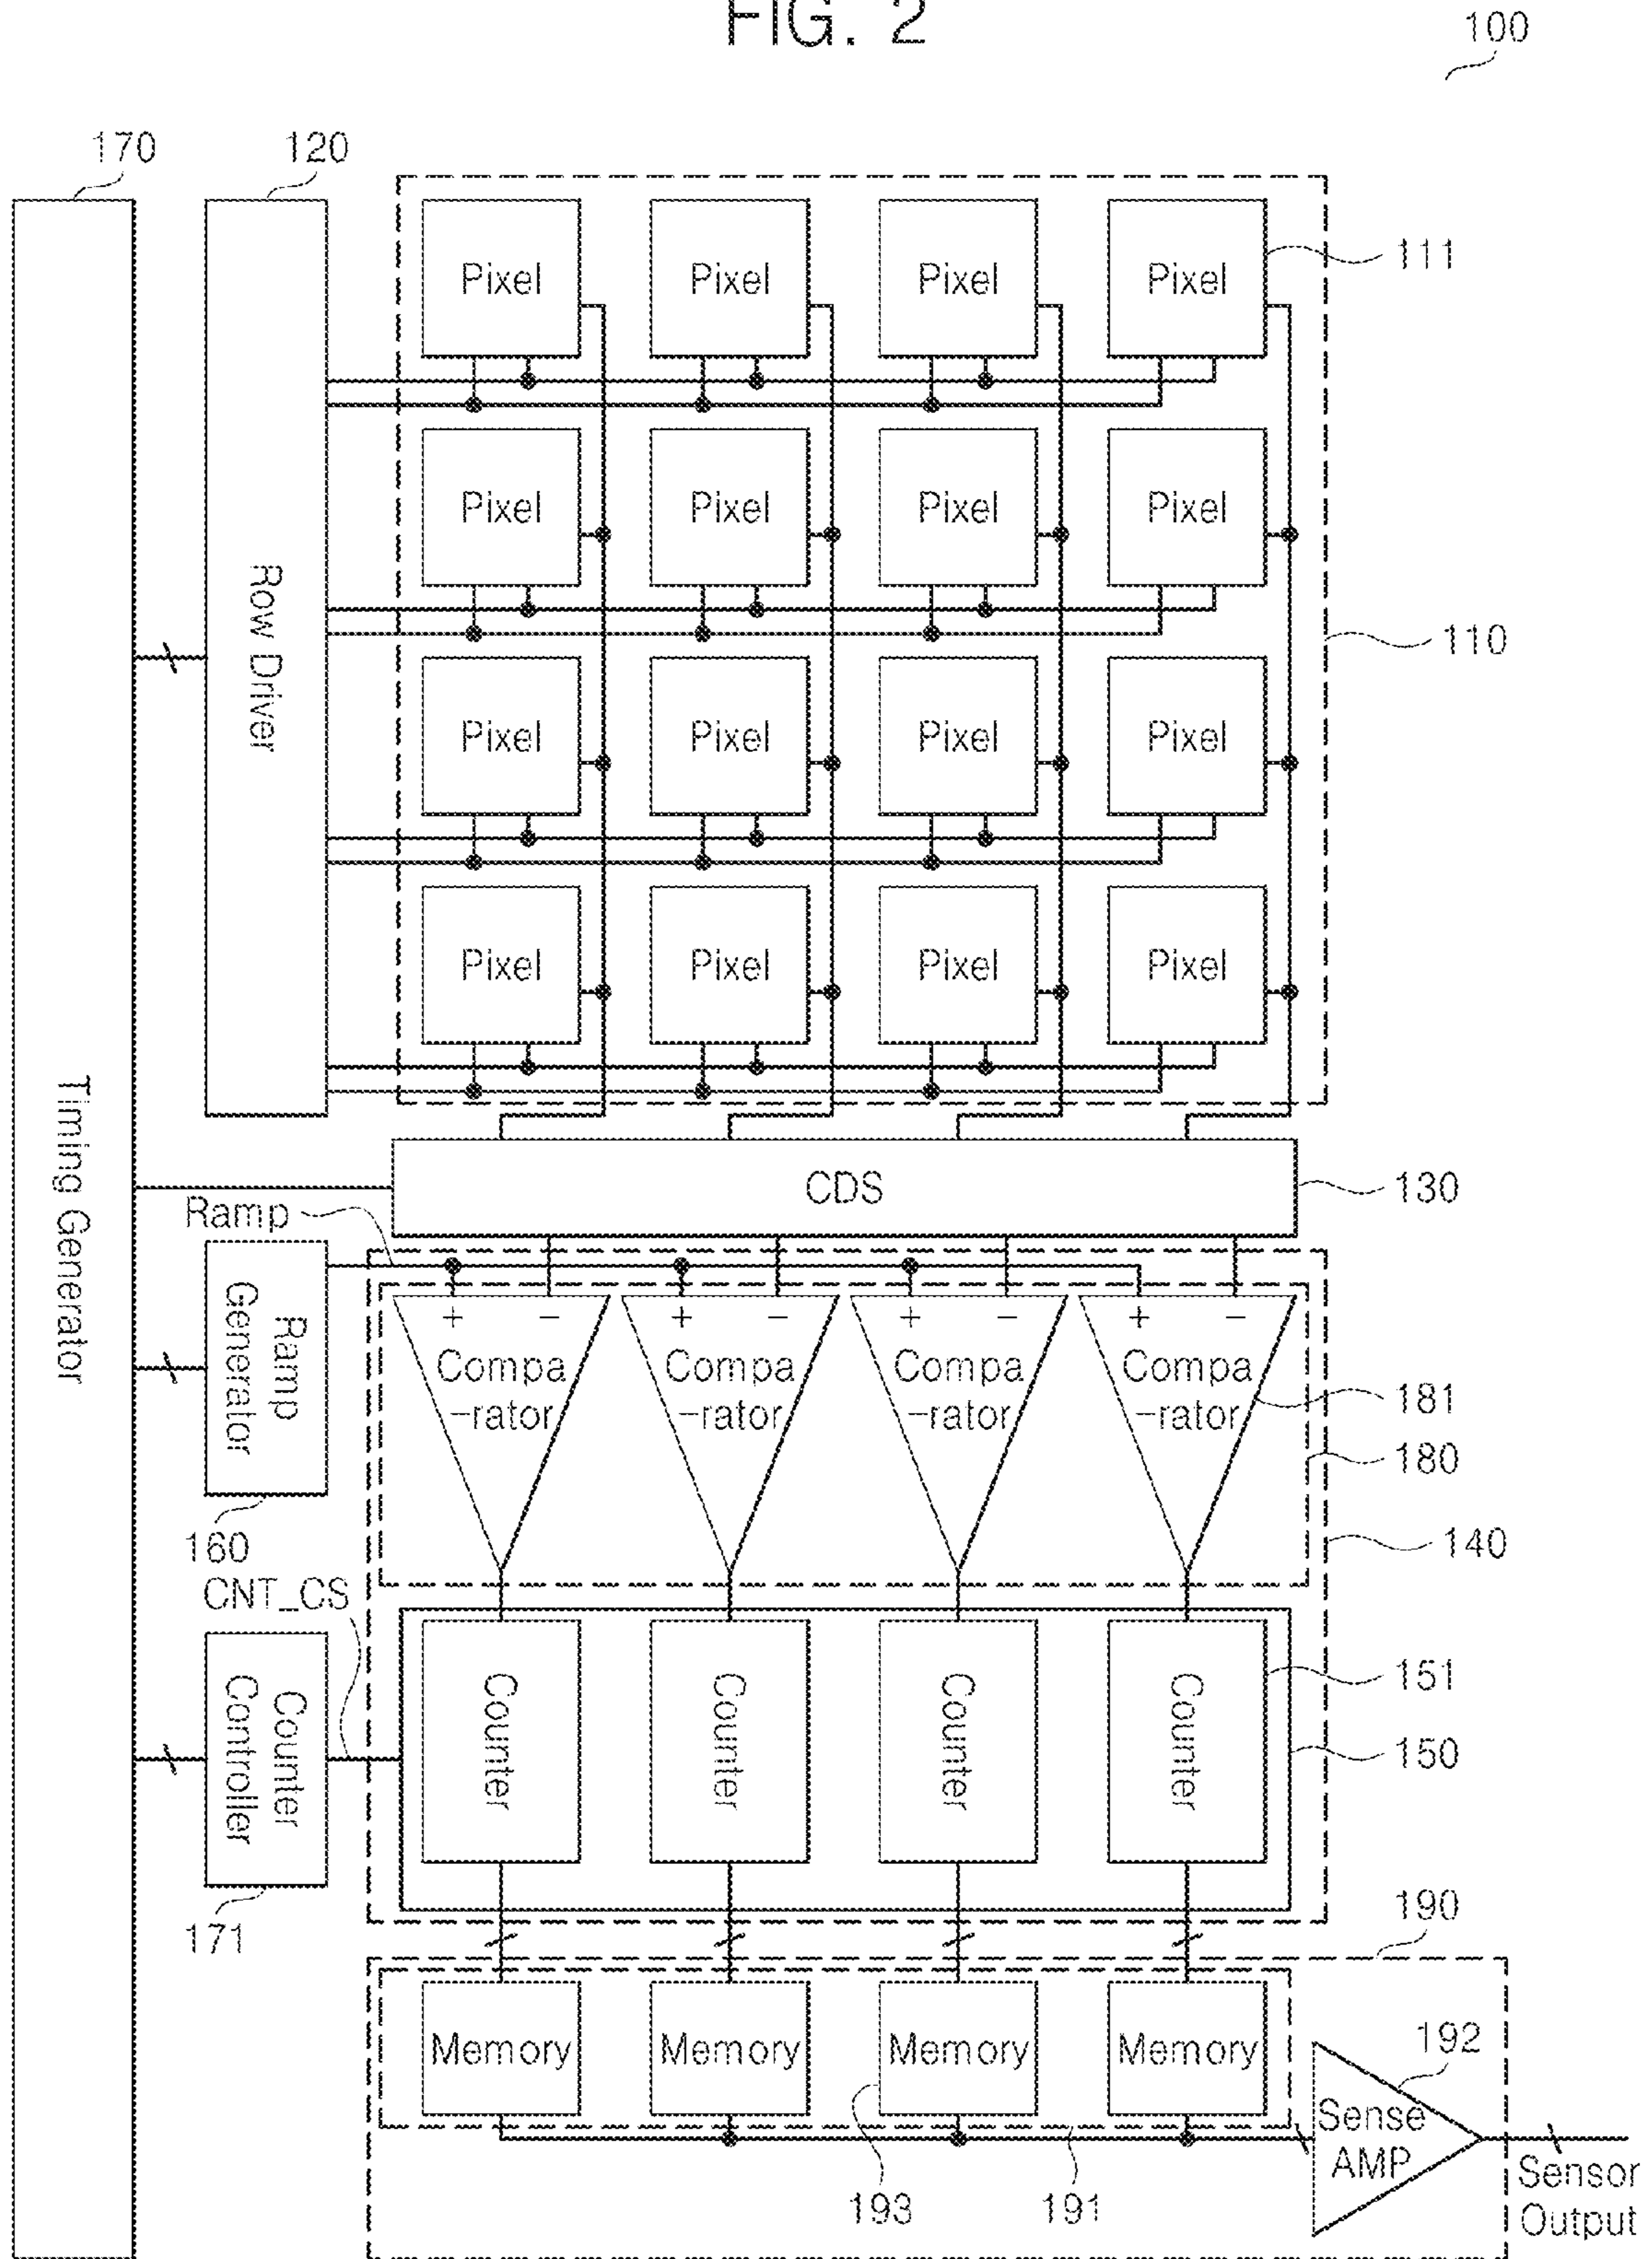 FIG. 2
100
170
120
Pixel Pixel Pixel Pixel
111
Pixel Pixel Pixel Pixel
Row Driver
110
Pixel Pixel Pixel Pixel
Pixel Pixel Pixel Pixel
Timing Generator
CDS
130
Ramp
Ramp
Generator
+ − + − + − + −
Compa Compa Compa Compa
-rator -rator -rator -rator
181
180
160
140
CNT_CS
Counter
Controller
Counter Counter Counter Counter
151
150
171
190
Memory Memory Memory Memory
192
Sense
AMP
193
191
Sensor
Output